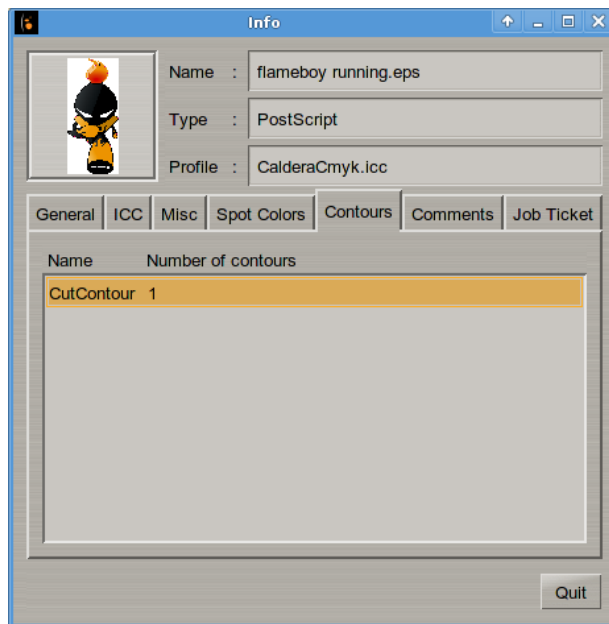 Info
Name : flameboy running.eps
Type : PostScript
Profile : CalderaCmyk.icc
General ICC Misc Spot Colors Contours Comments Job Ticket
Name Number of contours
CutContour 1
Quit